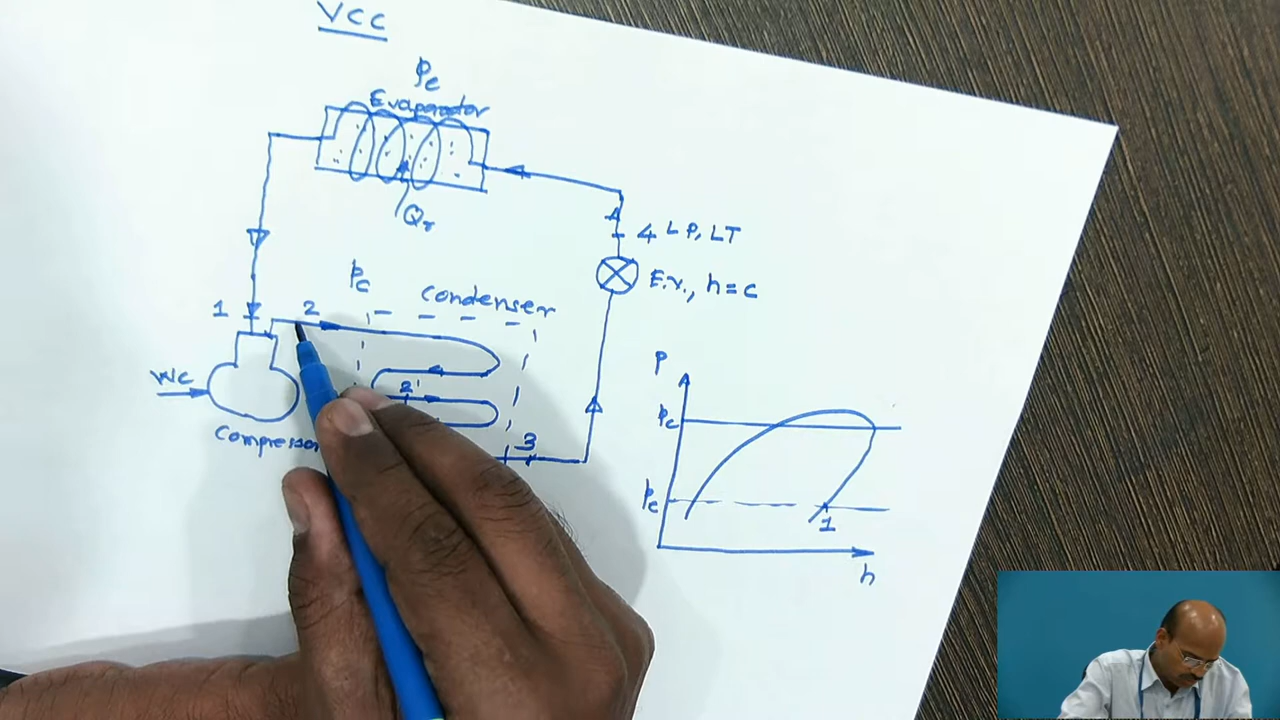 VCC
Pe
Evaporator
Qr
4 LP, LT
E.V., h = c
Pc
Condenser
1
2
Wc
2'
Compressor
3
P
Pc
Pe
1
h